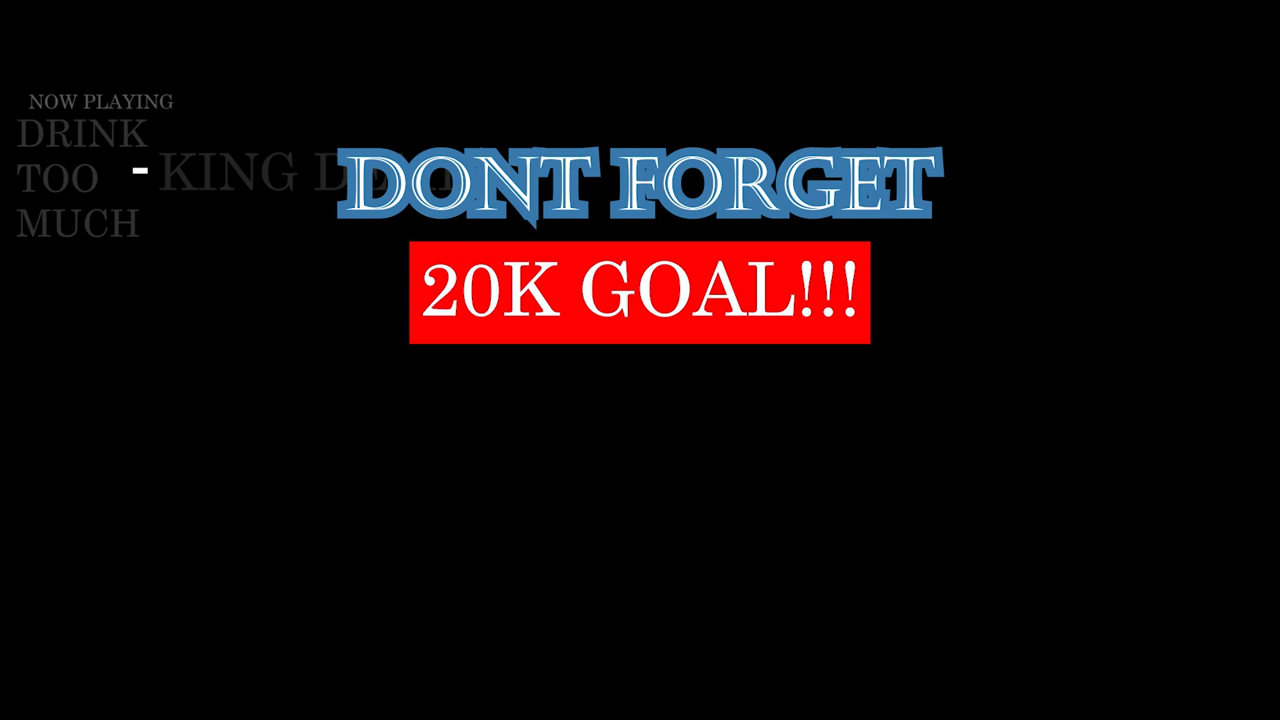 NOW PLAYING
DRINK
TOO
MUCH
- KING
DONT FORGET
20K GOAL!!!